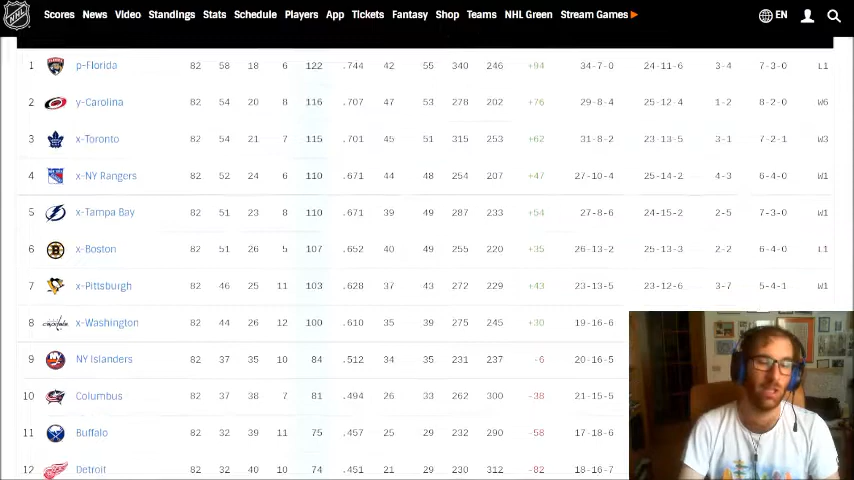 NHL Scores News Video Standings Stats Schedule Players App Tickets Fantasy Shop Teams NHL Green Stream Games EN
1 p-Florida 82 58 18 6 122 .744 42 55 340 246 +94 34-7-0 24-11-6 3-4 7-3-0 L1
2 y-Carolina 82 54 20 8 116 .707 47 53 278 202 +76 29-8-4 25-12-4 1-2 8-2-0 W6
3 x-Toronto 82 54 21 7 115 .701 45 51 315 253 +62 31-8-2 23-13-5 3-1 7-2-1 W3
4 x-NY Rangers 82 52 24 6 110 .671 44 48 254 207 +47 27-10-4 25-14-2 4-3 6-4-0 W1
5 x-Tampa Bay 82 51 23 8 110 .671 39 49 287 233 +54 27-8-6 24-15-2 2-5 7-3-0 W1
6 x-Boston 82 51 26 5 107 .652 40 49 255 220 +35 26-13-2 25-13-3 2-2 6-4-0 L1
7 x-Pittsburgh 82 46 25 11 103 .628 37 43 272 229 +43 23-13-5 23-12-6 3-7 5-4-1 W1
8 x-Washington 82 44 26 12 100 .610 35 39 275 245 +30 19-16-6
9 NY Islanders 82 37 35 10 84 .512 34 35 231 237 -6 20-16-5
10 Columbus 82 37 38 7 81 .494 26 33 262 300 -38 21-15-5
11 Buffalo 82 32 39 11 75 .457 25 29 232 290 -58 17-18-6
12 Detroit 82 32 40 10 74 .451 21 29 230 312 -82 18-16-7